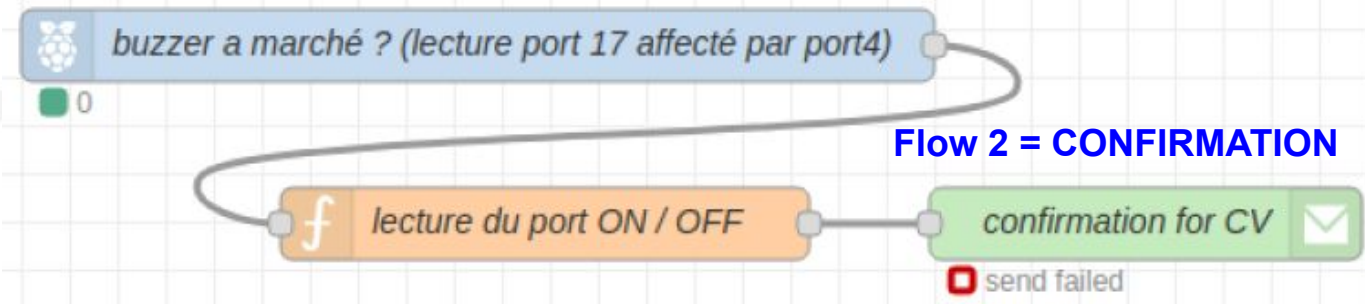 buzzer a marché ? (lecture port 17 affecté par port4)
0
Flow 2 = CONFIRMATION
lecture du port ON / OFF
confirmation for CV
send failed